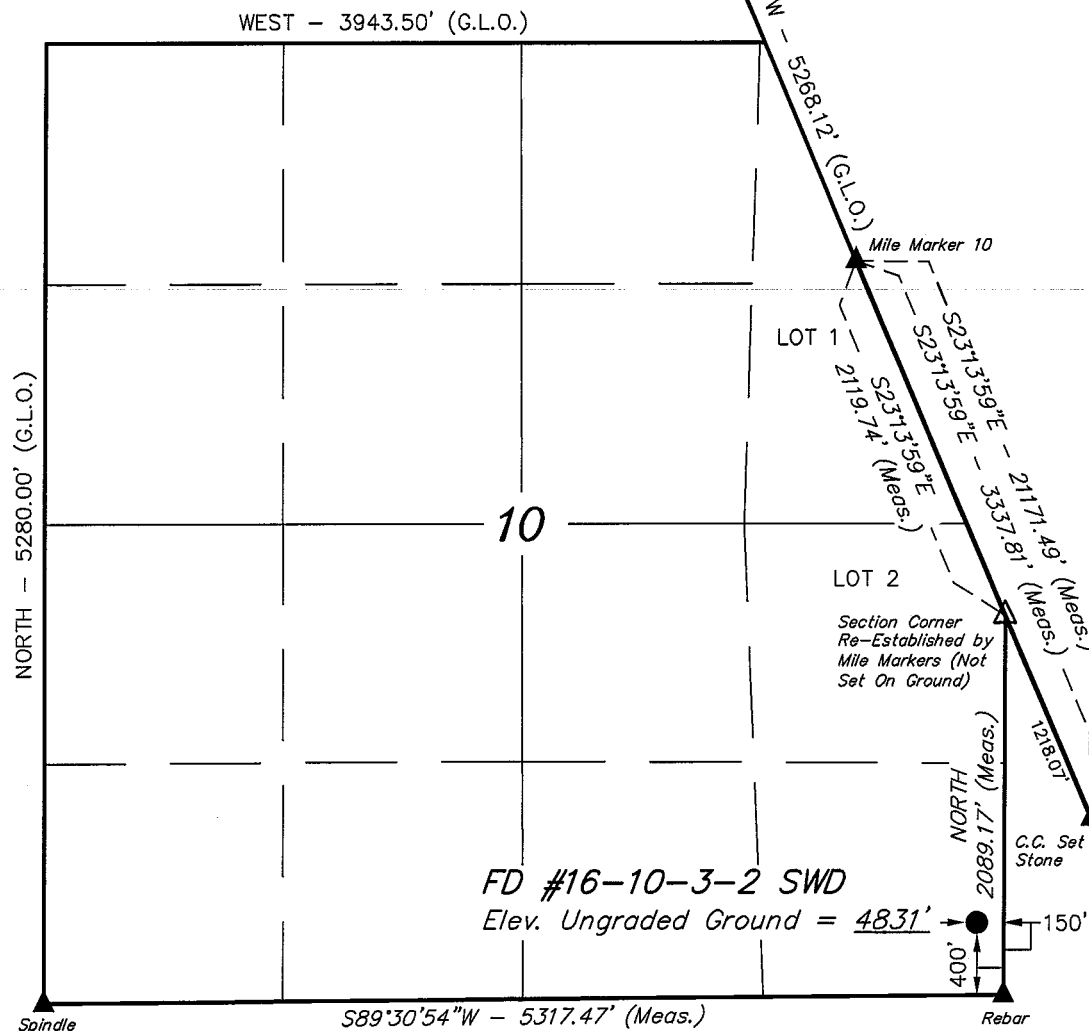 WEST – 3943.50' (G.L.O.)
W – 5268.12' (G.L.O.)
Mile Marker 10
LOT 1
S23°13'59"E – 21171.49' (Meas.)
S23°13'59"E – 3337.81' (Meas.)
S23°13'59"E
2119.74' (Meas.)
NORTH – 5280.00' (G.L.O.)
10
LOT 2
Section Corner
Re-Established by
Mile Markers (Not
Set On Ground)
1218.07'
NORTH
2089.17' (Meas.)
C.C. Set
Stone
FD #16-10-3-2 SWD
Elev. Ungraded Ground = 4831'
150'
400'
Spindle
S89°30'54"W – 5317.47' (Meas.)
Rebar